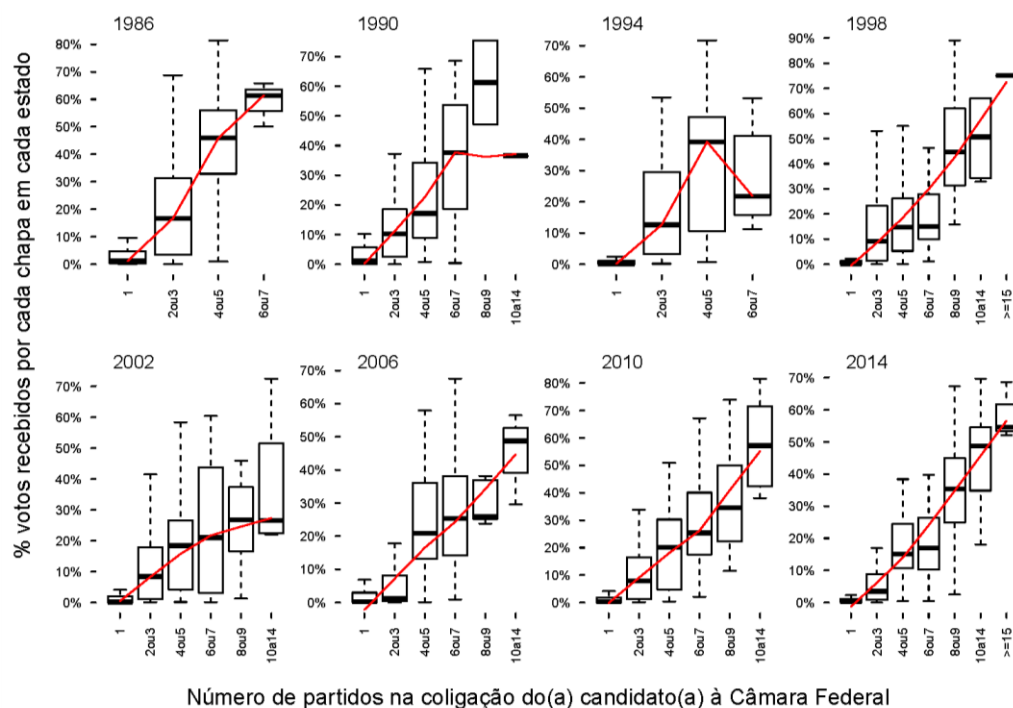 % votos recebidos por cada chapa em cada estado
1986
80%
70%
60%
50%
40%
30%
20%
10%
0%
1
2ou3
4ou5
6ou7
1990
70%
60%
50%
40%
30%
20%
10%
0%
1
2ou3
4ou5
6ou7
8ou9
10a14
1994
70%
60%
50%
40%
30%
20%
10%
0%
1
2ou3
4ou5
6ou7
1998
90%
80%
70%
60%
50%
40%
30%
20%
10%
0%
1
2ou3
4ou5
6ou7
8ou9
10a14
>=15
2002
70%
60%
50%
40%
30%
20%
10%
0%
1
2ou3
4ou5
6ou7
8ou9
10a14
2006
70%
60%
50%
40%
30%
20%
10%
0%
1
2ou3
4ou5
6ou7
8ou9
10a14
2010
80%
70%
60%
50%
40%
30%
20%
10%
0%
1
2ou3
4ou5
6ou7
8ou9
10a14
2014
70%
60%
50%
40%
30%
20%
10%
0%
1
2ou3
4ou5
6ou7
8ou9
10a14
>=15
Número de partidos na coligação do(a) candidato(a) à Câmara Federal